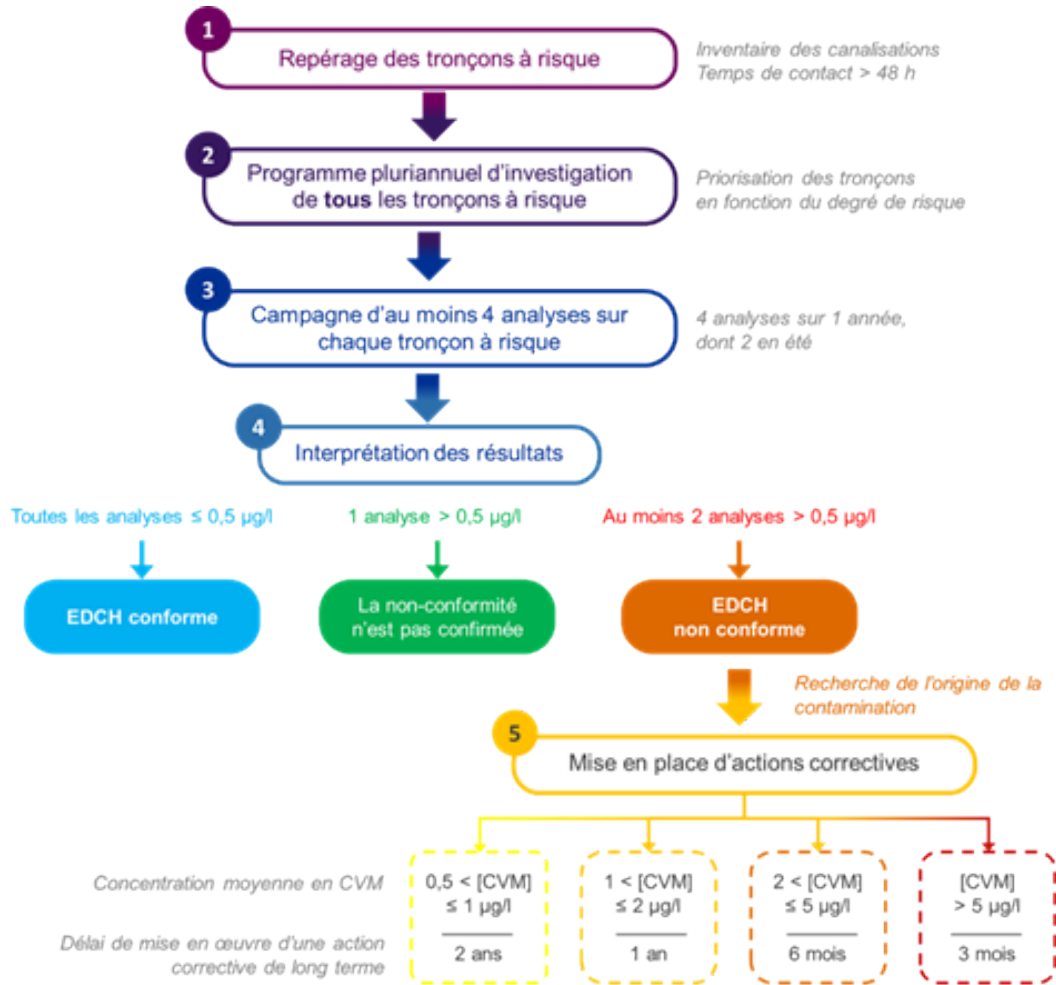 1
Repérage des tronçons à risque
Inventaire des canalisations
Temps de contact > 48 h
2
Programme pluriannuel d'investigation
de tous les tronçons à risque
Priorisation des tronçons
en fonction du degré de risque
3
Campagne d'au moins 4 analyses sur
chaque tronçon à risque
4 analyses sur 1 année,
dont 2 en été
4
Interprétation des résultats
Toutes les analyses ≤ 0,5 µg/l
1 analyse > 0,5 µg/l
Au moins 2 analyses > 0,5 µg/l
EDCH conforme
La non-conformité
n'est pas confirmée
EDCH
non conforme
Recherche de l'origine de la
contamination
5
Mise en place d'actions correctives
Concentration moyenne en CVM
0,5 < [CVM]
≤ 1 µg/l
1 < [CVM]
≤ 2 µg/l
2 < [CVM]
≤ 5 µg/l
[CVM]
> 5 µg/l
Délai de mise en œuvre d'une action
corrective de long terme
2 ans
1 an
6 mois
3 mois